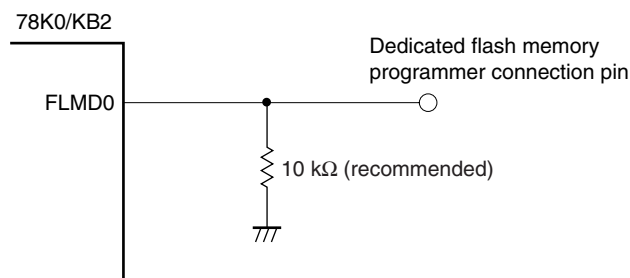 78K0/KB2
Dedicated flash memory
programmer connection pin
FLMD0
10 kΩ (recommended)